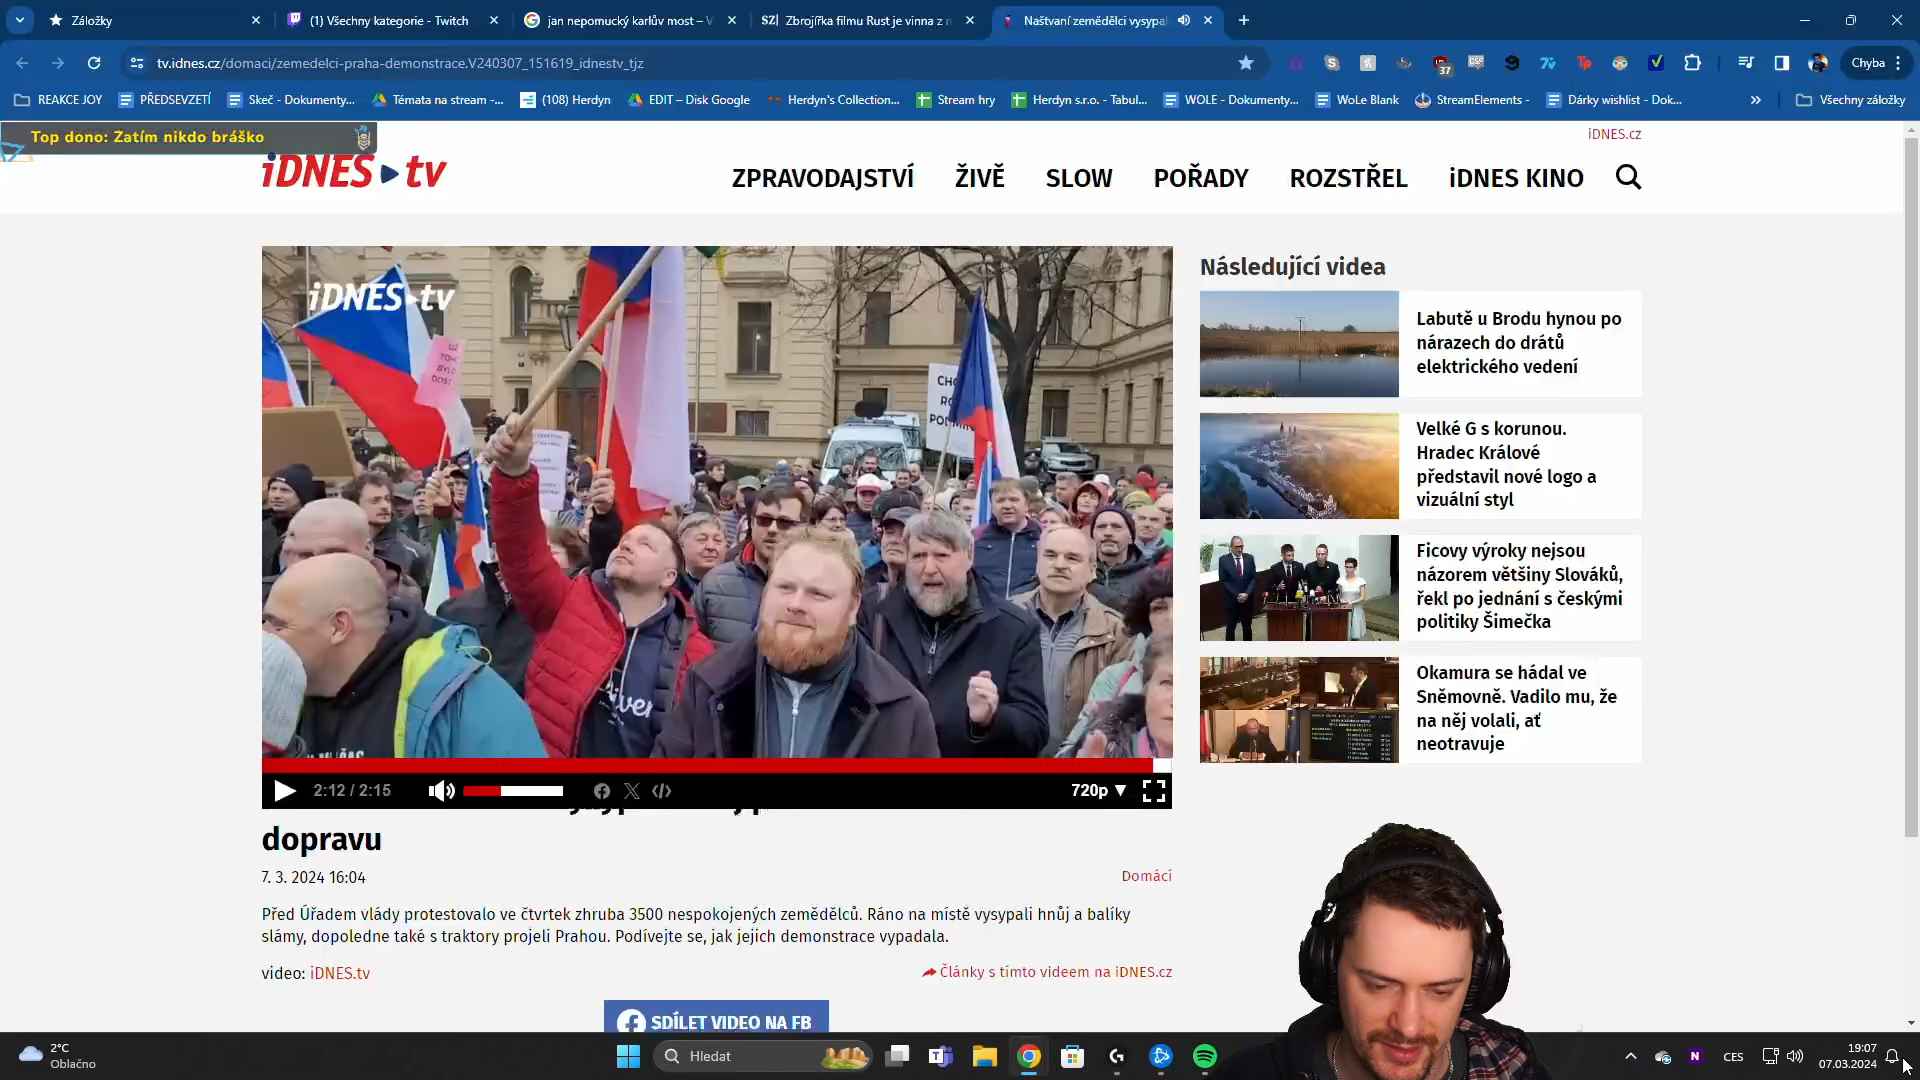 Záložky
(1) Všechny kategorie - Twitch
jan nepomucký karlův most – V
SZ| Zbrojířka filmu Rust je vinna z n
Naštvaní zemědělci vysypa
tv.idnes.cz/domaci/zemedelci-praha-demonstrace.V240307_151619_idnestv_tjz
37
Chyba
REAKCE JOY
PŘEDSEVZETÍ
Skeč - Dokumenty...
Témata na stream -...
(108) Herdyn
EDIT – Disk Google
Herdyn's Collection...
Stream hry
Herdyn s.r.o. - Tabul...
WOLE - Dokumenty...
WoLe Blank
StreamElements -
Dárky wishlist - Dok...
»
Všechny záložky
Top dono: Zatím nikdo bráško
iDNES.cz
iDNES tv
ZPRAVODAJSTVÍ
ŽIVĚ
SLOW
POŘADY
ROZSTŘEL
iDNES KINO
iDNES tv
UŽ
TOHO
BYLO
DOST
Následující videa
Labutě u Brodu hynou po
nárazech do drátů
elektrického vedení
Velké G s korunou.
Hradec Králové
představil nové logo a
vizuální styl
Ficovy výroky nejsou
názorem většiny Slováků,
řekl po jednání s českými
politiky Šimečka
Okamura se hádal ve
Sněmovně. Vadilo mu, že
na něj volali, ať
neotravuje
2:12 / 2:15
720p ▼
dopravu
7. 3. 2024 16:04
Domácí
Před Úřadem vlády protestovalo ve čtvrtek zhruba 3500 nespokojených zemědělců. Ráno na místě vysypali hnůj a balíky
slámy, dopoledne také s traktory projeli Prahou. Podívejte se, jak jejich demonstrace vypadala.
video: iDNES.tv
Články s tímto videem na iDNES.cz
SDÍLET VIDEO NA FB
2°C
Oblačno
Hledat
CES
19:07
07.03.2024